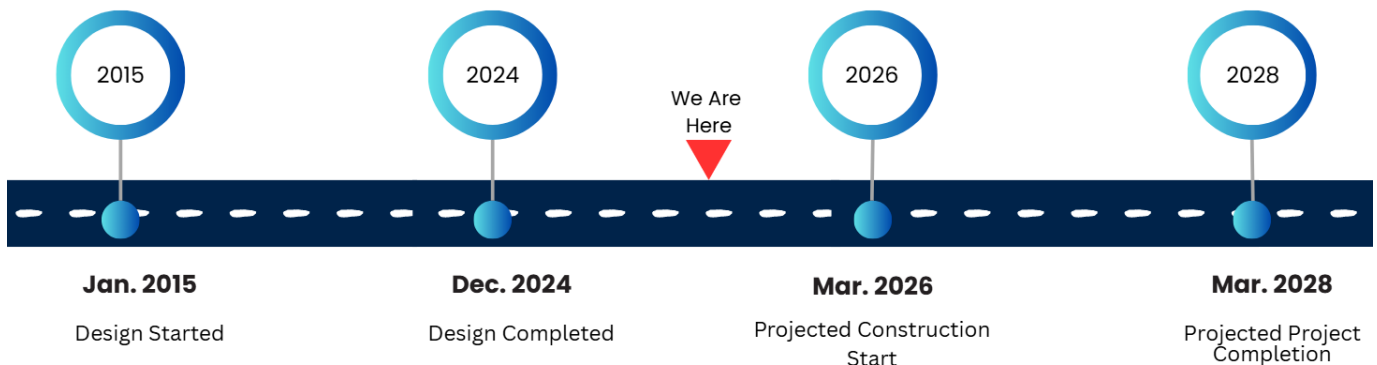 2015
2024
2026
2028
We Are
Here
Jan. 2015
Dec. 2024
Mar. 2026
Mar. 2028
Design Started
Design Completed
Projected Construction
Start
Projected Project
Completion